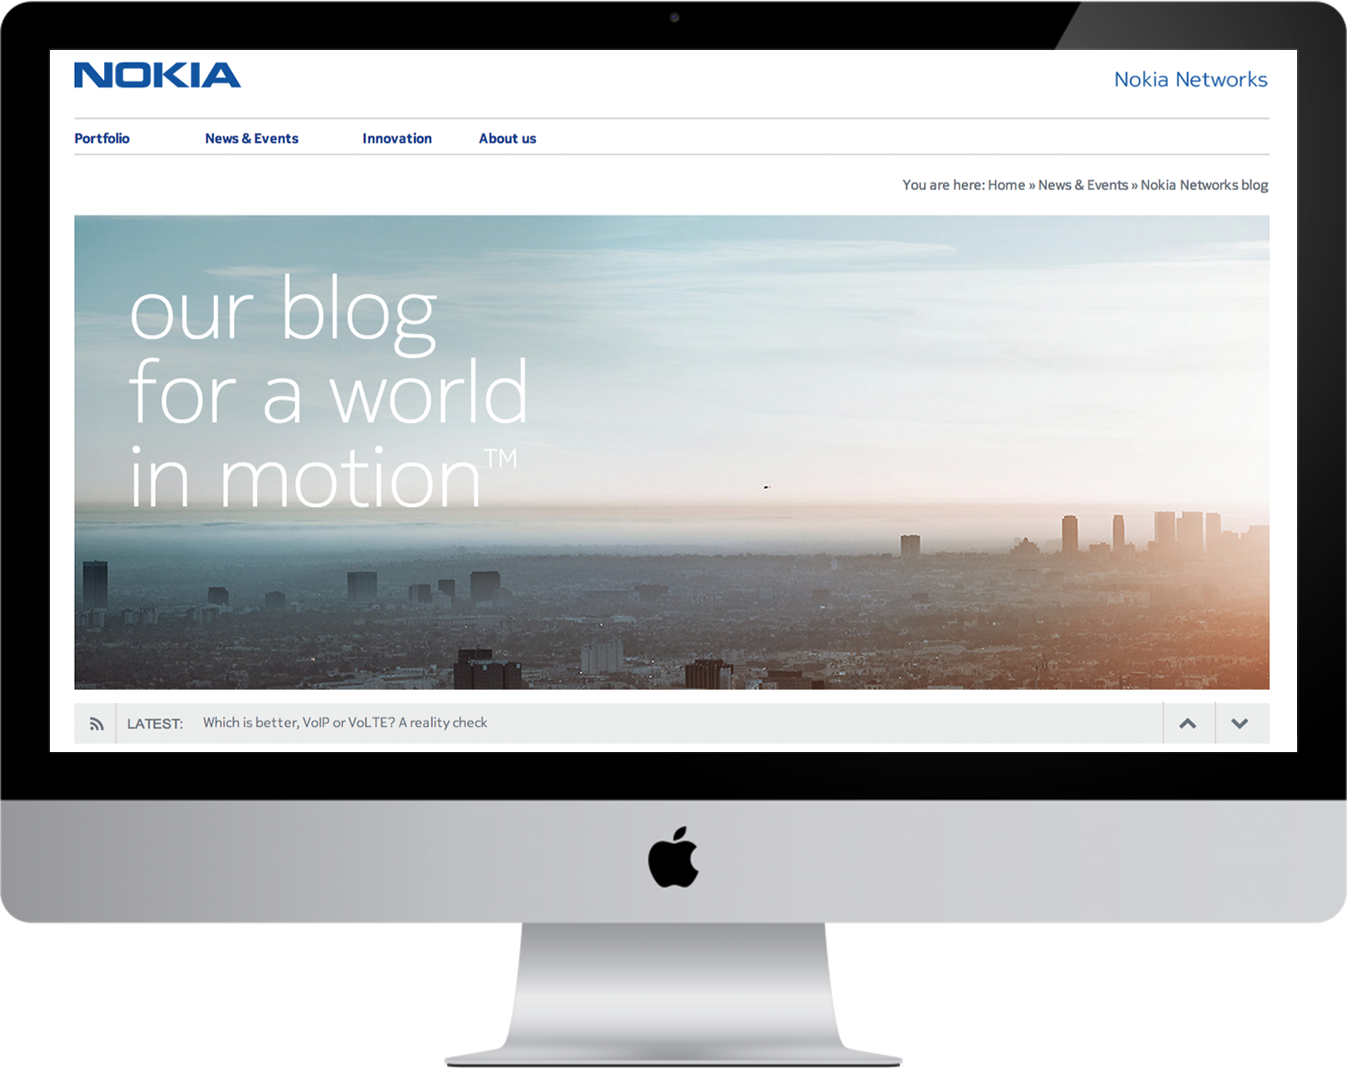 NOKIA
Nokia Networks
Portfolio News & Events Innovation About us
You are here: Home » News & Events » Nokia Networks blog
our blog
for a world
in motion™
LATEST: Which is better, VoIP or VoLTE? A reality check